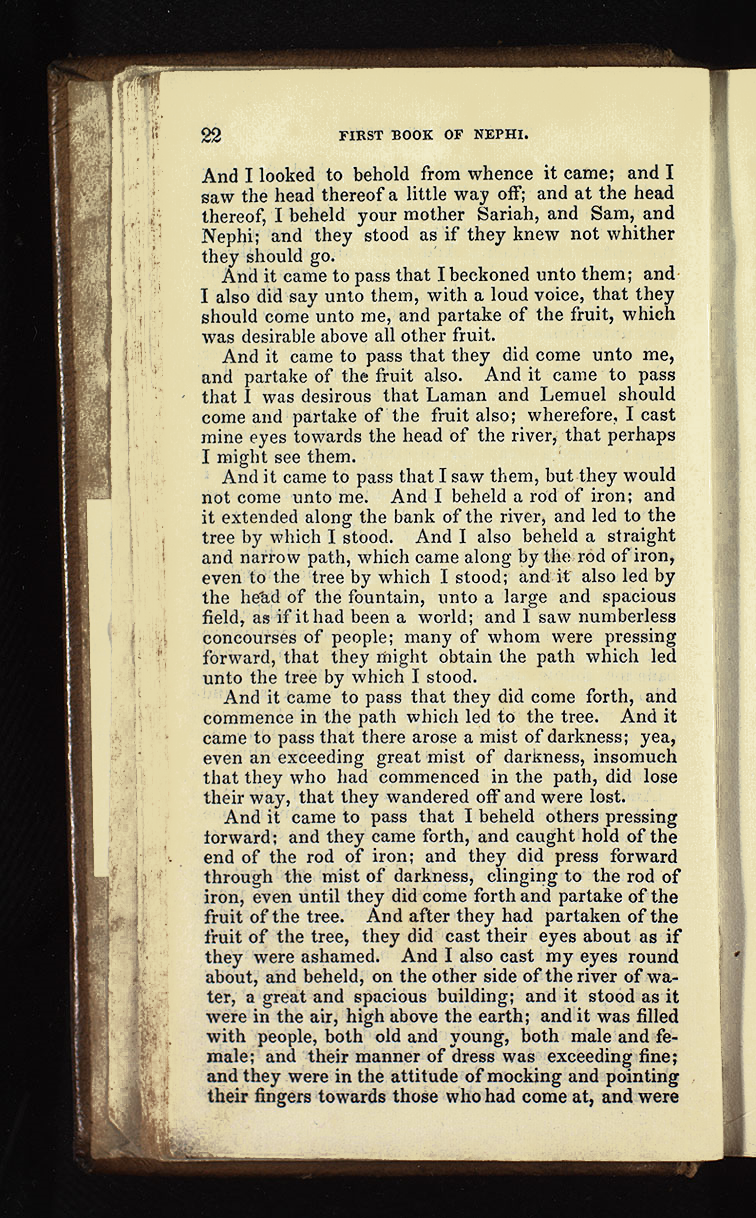 22 FIRST BOOK OF NEPHI.
And I looked to behold from whence it came; and I
saw the head thereof a little way off; and at the head
thereof, I beheld your mother Sariah, and Sam, and
Nephi; and they stood as if they knew not whither
they should go.
And it came to pass that I beckoned unto them; and
I also did say unto them, with a loud voice, that they
should come unto me, and partake of the fruit, which
was desirable above all other fruit.
And it came to pass that they did come unto me,
and partake of the fruit also. And it came to pass
that I was desirous that Laman and Lemuel should
come and partake of the fruit also; wherefore, I cast
mine eyes towards the head of the river, that perhaps
I might see them.
And it came to pass that I saw them, but they would
not come unto me. And I beheld a rod of iron; and
it extended along the bank of the river, and led to the
tree by which I stood. And I also beheld a straight
and narrow path, which came along by the rod of iron,
even to the tree by which I stood; and it also led by
the head of the fountain, unto a large and spacious
field, as if it had been a world; and I saw numberless
concourses of people; many of whom were pressing
forward, that they might obtain the path which led
unto the tree by which I stood.
And it came to pass that they did come forth, and
commence in the path which led to the tree. And it
came to pass that there arose a mist of darkness; yea,
even an exceeding great mist of darkness, insomuch
that they who had commenced in the path, did lose
their way, that they wandered off and were lost.
And it came to pass that I beheld others pressing
forward; and they came forth, and caught hold of the
end of the rod of iron; and they did press forward
through the mist of darkness, clinging to the rod of
iron, even until they did come forth and partake of the
fruit of the tree. And after they had partaken of the
fruit of the tree, they did cast their eyes about as if
they were ashamed. And I also cast my eyes round
about, and beheld, on the other side of the river of wa-
ter, a great and spacious building; and it stood as it
were in the air, high above the earth; and it was filled
with people, both old and young, both male and fe-
male; and their manner of dress was exceeding fine;
and they were in the attitude of mocking and pointing
their fingers towards those who had come at, and were